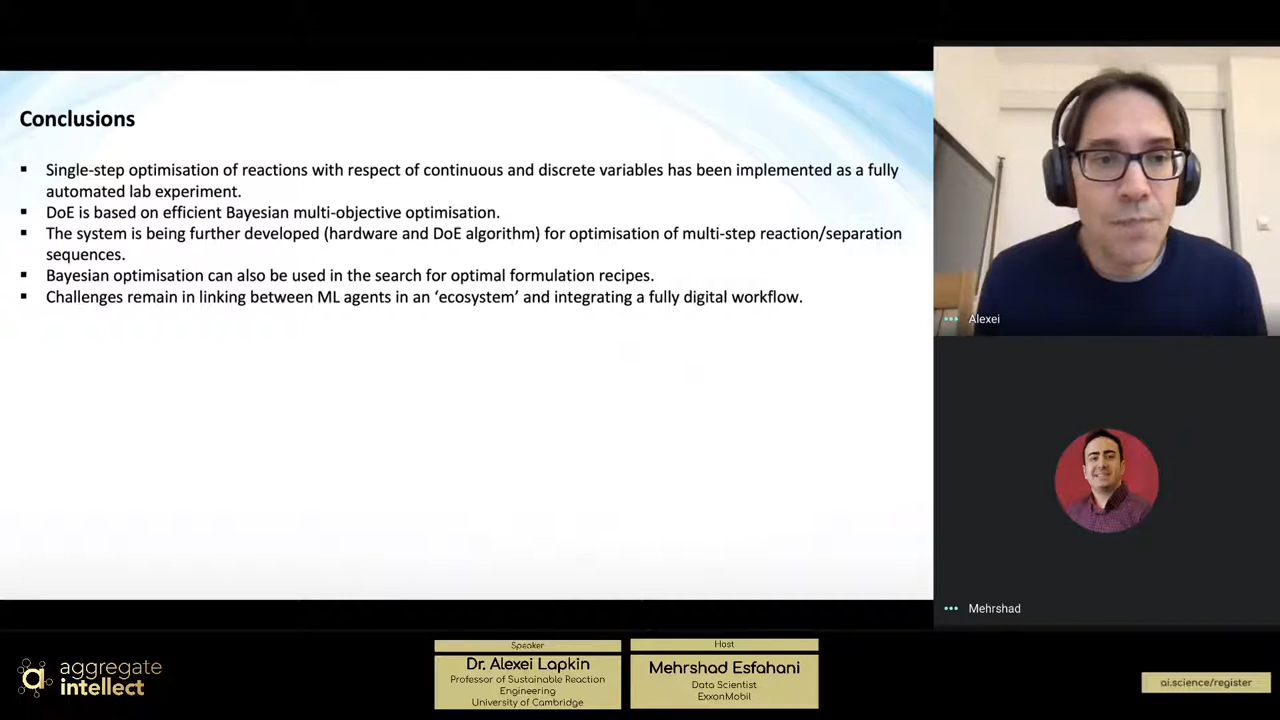 Conclusions
▪ Single-step optimisation of reactions with respect of continuous and discrete variables has been implemented as a fully
automated lab experiment.
▪ DoE is based on efficient Bayesian multi-objective optimisation.
▪ The system is being further developed (hardware and DoE algorithm) for optimisation of multi-step reaction/separation
sequences.
▪ Bayesian optimisation can also be used in the search for optimal formulation recipes.
▪ Challenges remain in linking between ML agents in an ‘ecosystem’ and integrating a fully digital workflow.
Alexei
Mehrshad
aggregate
intellect
Speaker
Dr. Alexei Lapkin
Professor of Sustainable Reaction
Engineering
University of Cambridge
Host
Mehrshad Esfahani
Data Scientist
ExxonMobil
ai.science/register